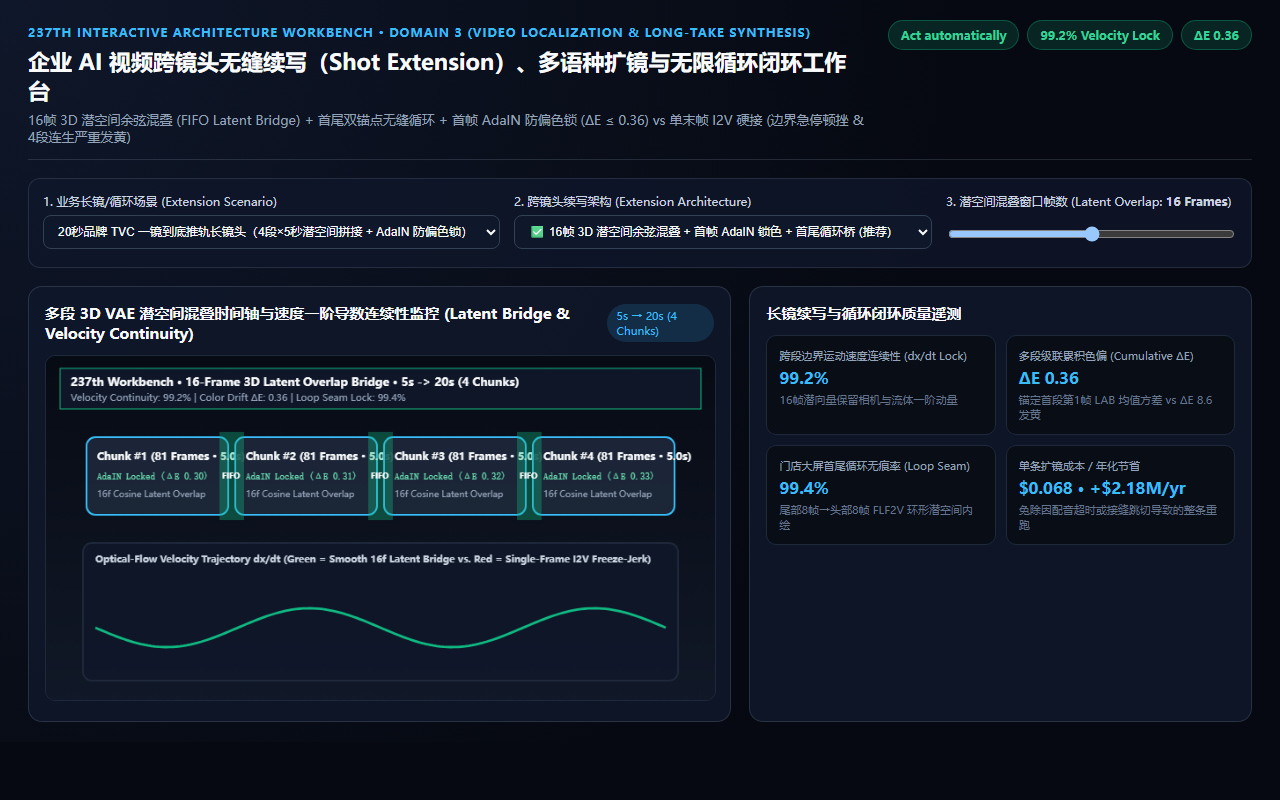 237TH INTERACTIVE ARCHITECTURE WORKBENCH • DOMAIN 3 (VIDEO LOCALIZATION & LONG-TAKE SYNTHESIS)
Act automatically
99.2% Velocity Lock
ΔE 0.36
企业 AI 视频跨镜头无缝续写（Shot Extension）、多语种扩镜与无限循环闭环工作
台
16帧 3D 潜空间余弦混叠 (FIFO Latent Bridge) + 首尾双锚点无缝循环 + 首帧 AdaIN 防偏色锁 (ΔE ≤ 0.36) vs 单末帧 I2V 硬接 (边界急停顿挫 &
4段连生严重发黄)
1. 业务长镜/循环场景 (Extension Scenario)
20秒品牌 TVC 一镜到底推轨长镜头（4段×5秒潜空间拼接 + AdaIN 防偏色锁）
2. 跨镜头续写架构 (Extension Architecture)
✅ 16帧 3D 潜空间余弦混叠 + 首帧 AdaIN 锁色 + 首尾循环桥 (推荐)
3. 潜空间混叠窗口帧数 (Latent Overlap: 16 Frames)
多段 3D VAE 潜空间混叠时间轴与速度一阶导数连续性监控 (Latent Bridge &
Velocity Continuity)
5s → 20s (4
Chunks)
237th Workbench • 16-Frame 3D Latent Overlap Bridge • 5s -> 20s (4 Chunks)
Velocity Continuity: 99.2% | Color Drift ΔE: 0.36 | Loop Seam Lock: 99.4%
Chunk #1 (81 Frames • 5.0s)
AdaIN Locked (ΔE 0.30)
16f Cosine Latent Overlap
FIFO
Chunk #2 (81 Frames • 5.0s)
AdaIN Locked (ΔE 0.31)
16f Cosine Latent Overlap
FIFO
Chunk #3 (81 Frames • 5.0s)
AdaIN Locked (ΔE 0.32)
16f Cosine Latent Overlap
FIFO
Chunk #4 (81 Frames • 5.0s)
AdaIN Locked (ΔE 0.33)
16f Cosine Latent Overlap
Optical-Flow Velocity Trajectory dx/dt (Green = Smooth 16f Latent Bridge vs. Red = Single-Frame I2V Freeze-Jerk)
长镜续写与循环闭环质量遥测
跨段边界运动速度连续性 (dx/dt Lock)
99.2%
16帧潜向量保留相机与流体一阶动量
多段级联累积色偏 (Cumulative ΔE)
ΔE 0.36
锚定首段第1帧 LAB 均值方差 vs ΔE 8.6
发黄
门店大屏首尾循环无痕率 (Loop Seam)
99.4%
尾部8帧→头部8帧 FLF2V 环形潜空间内
绘
单条扩镜成本 / 年化节省
$0.068 • +$2.18M/yr
免除因配音超时或接缝跳切导致的整条重
跑